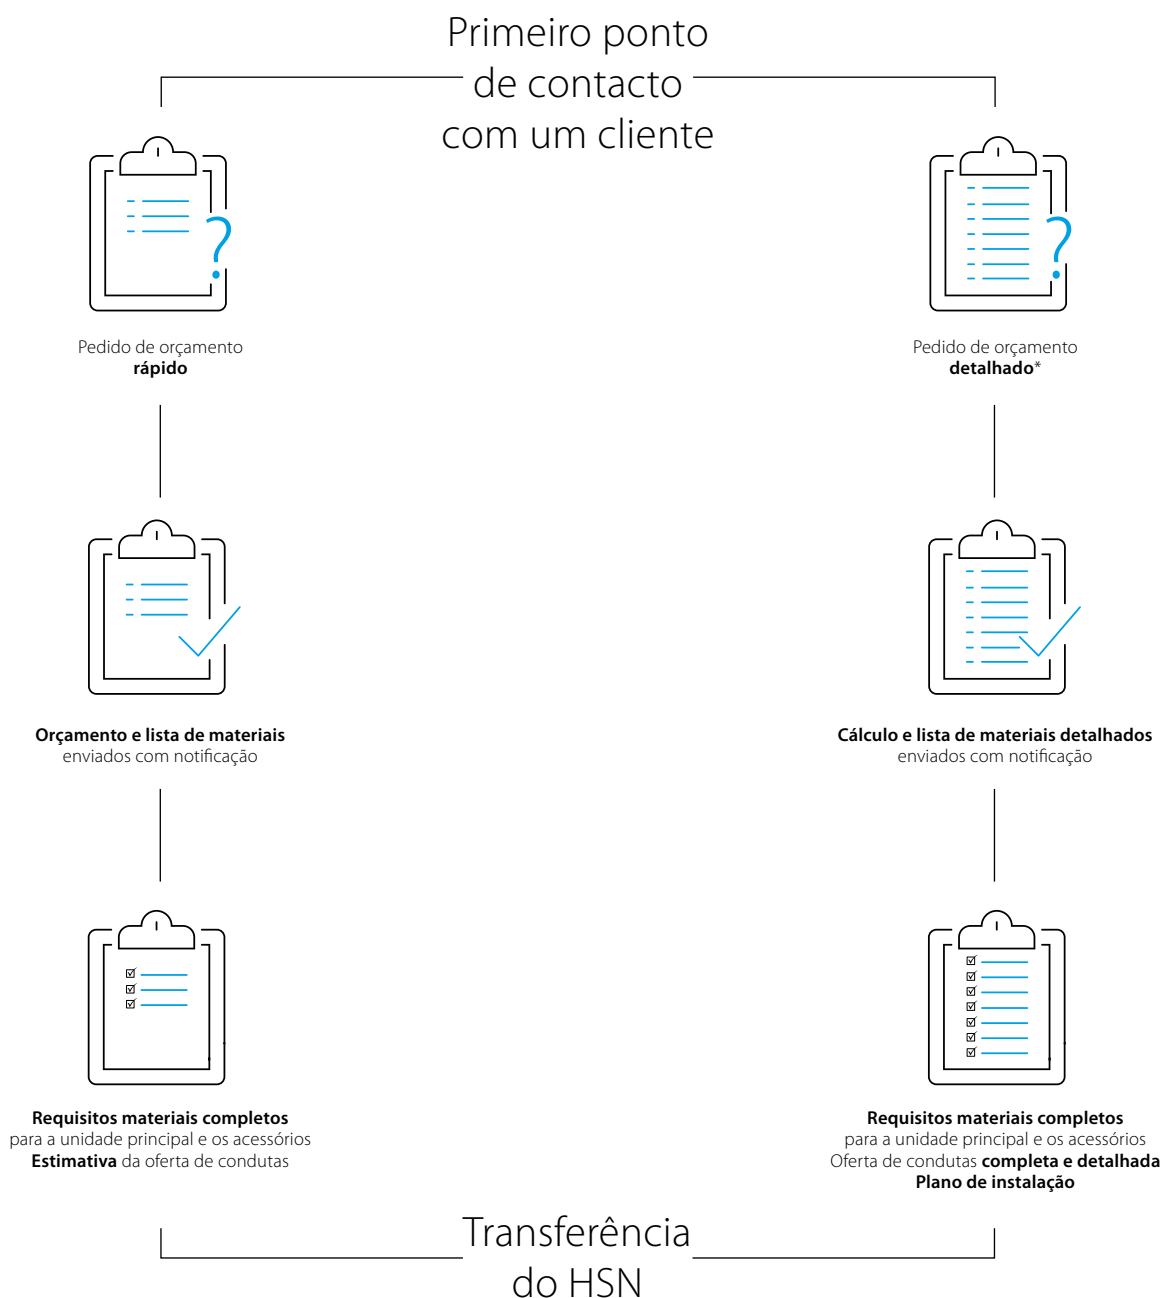 Primeiro ponto
de contacto
com um cliente
Pedido de orçamento
rápido
Pedido de orçamento
detalhado*
Orçamento e lista de materiais
enviados com notificação
Cálculo e lista de materiais detalhados
enviados com notificação
Requisitos materiais completos
para a unidade principal e os acessórios
Estimativa da oferta de condutas
Requisitos materiais completos
para a unidade principal e os acessórios
Oferta de condutas completa e detalhada
Plano de instalação
Transferência
do HSN